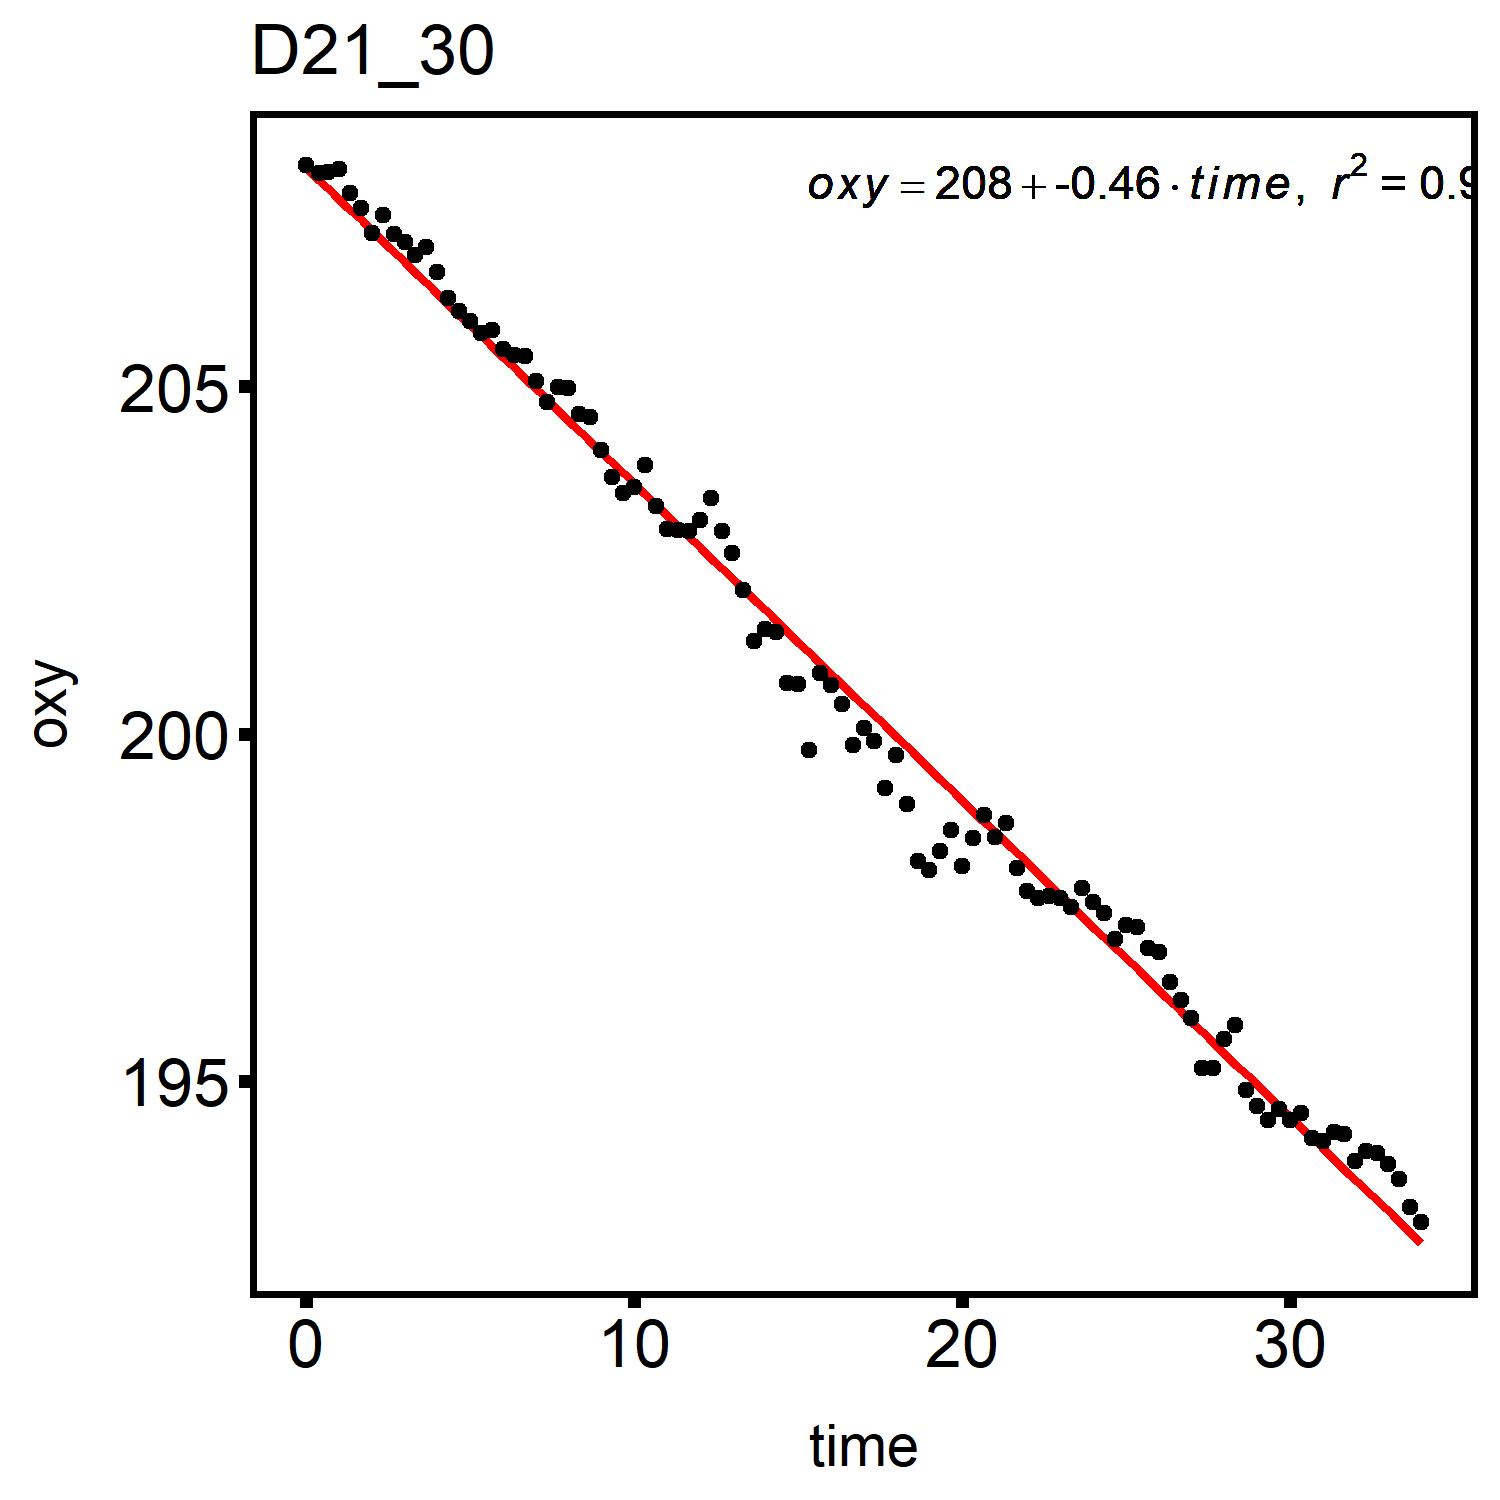 D21_30
oxy = 208 + -0.46 · time, r² = 0.9
205
200
195
oxy
0 10 20 30
time